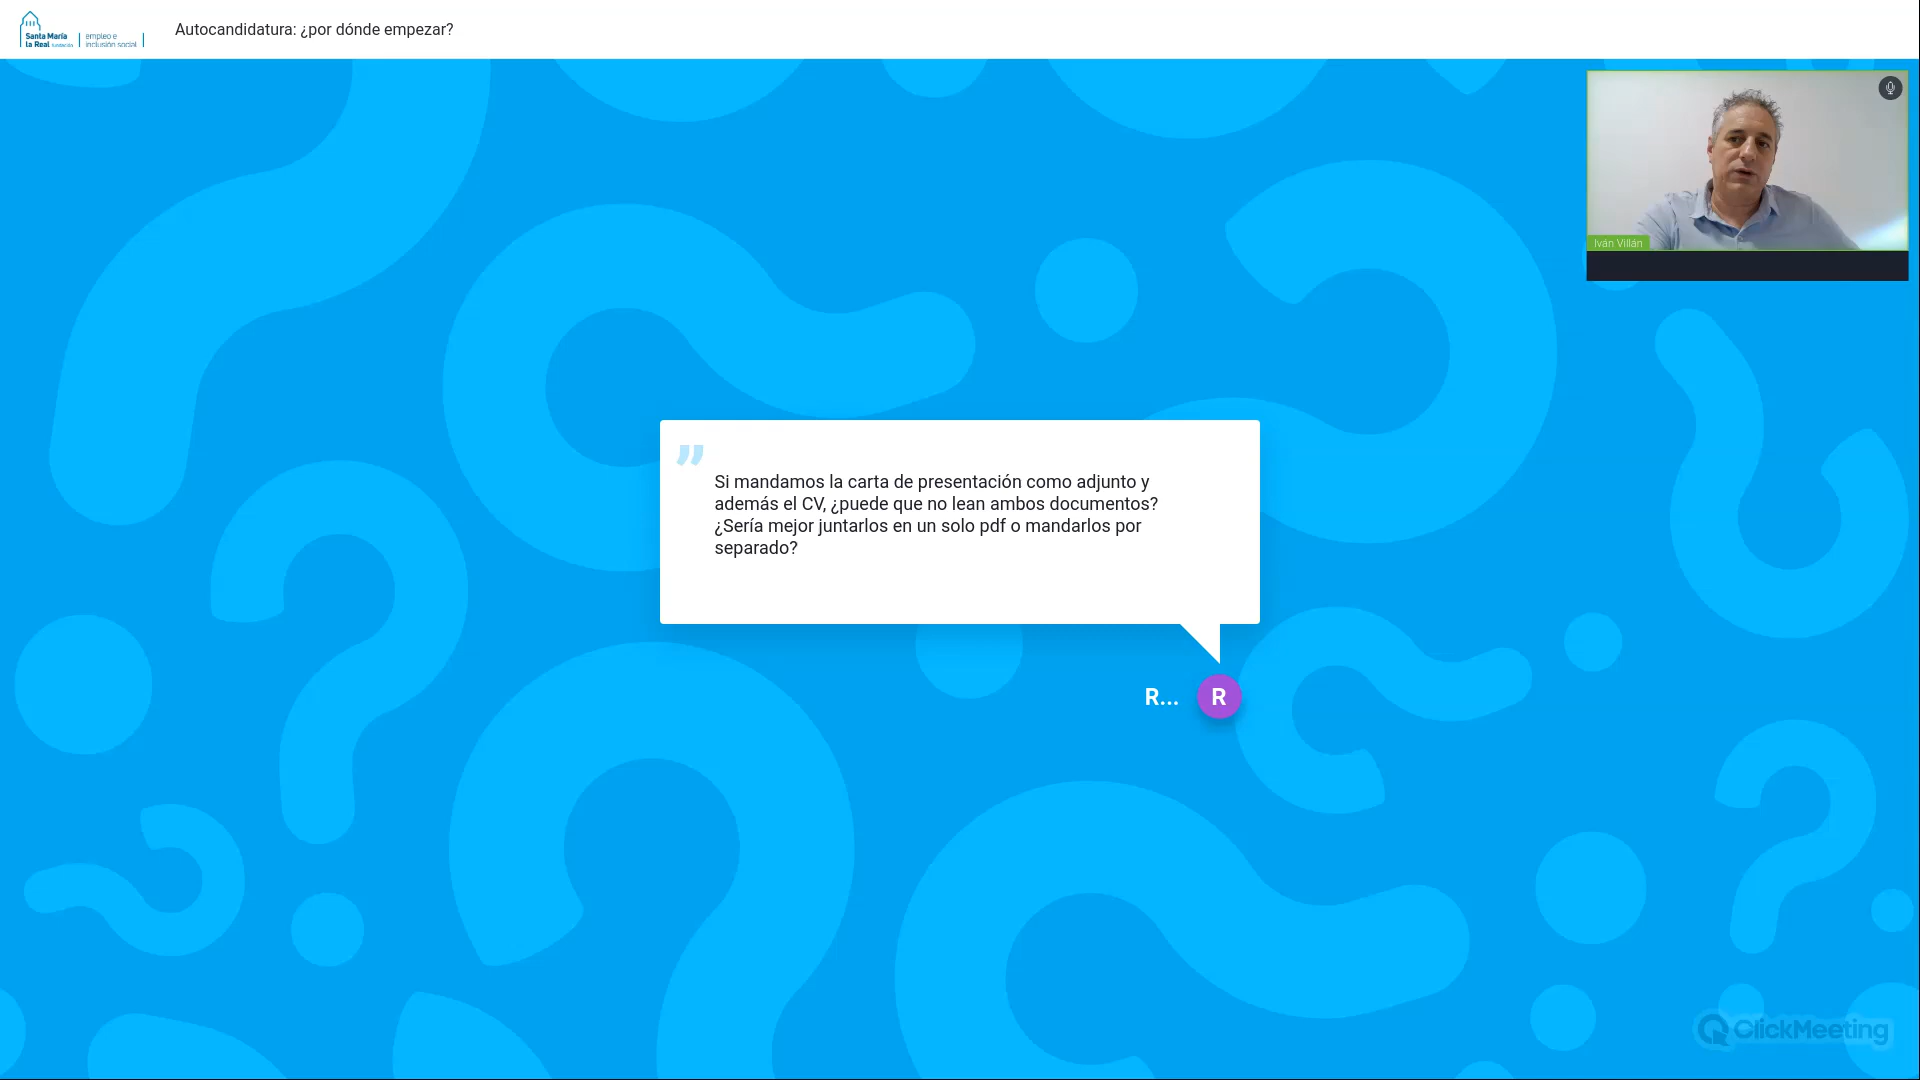 Santa María
la Real fundación
empleo e
inclusión social
Autocandidatura: ¿por dónde empezar?
Iván Villán
Si mandamos la carta de presentación como adjunto y
además el CV, ¿puede que no lean ambos documentos?
¿Sería mejor juntarlos en un solo pdf o mandarlos por
separado?
R...
R
ClickMeeting